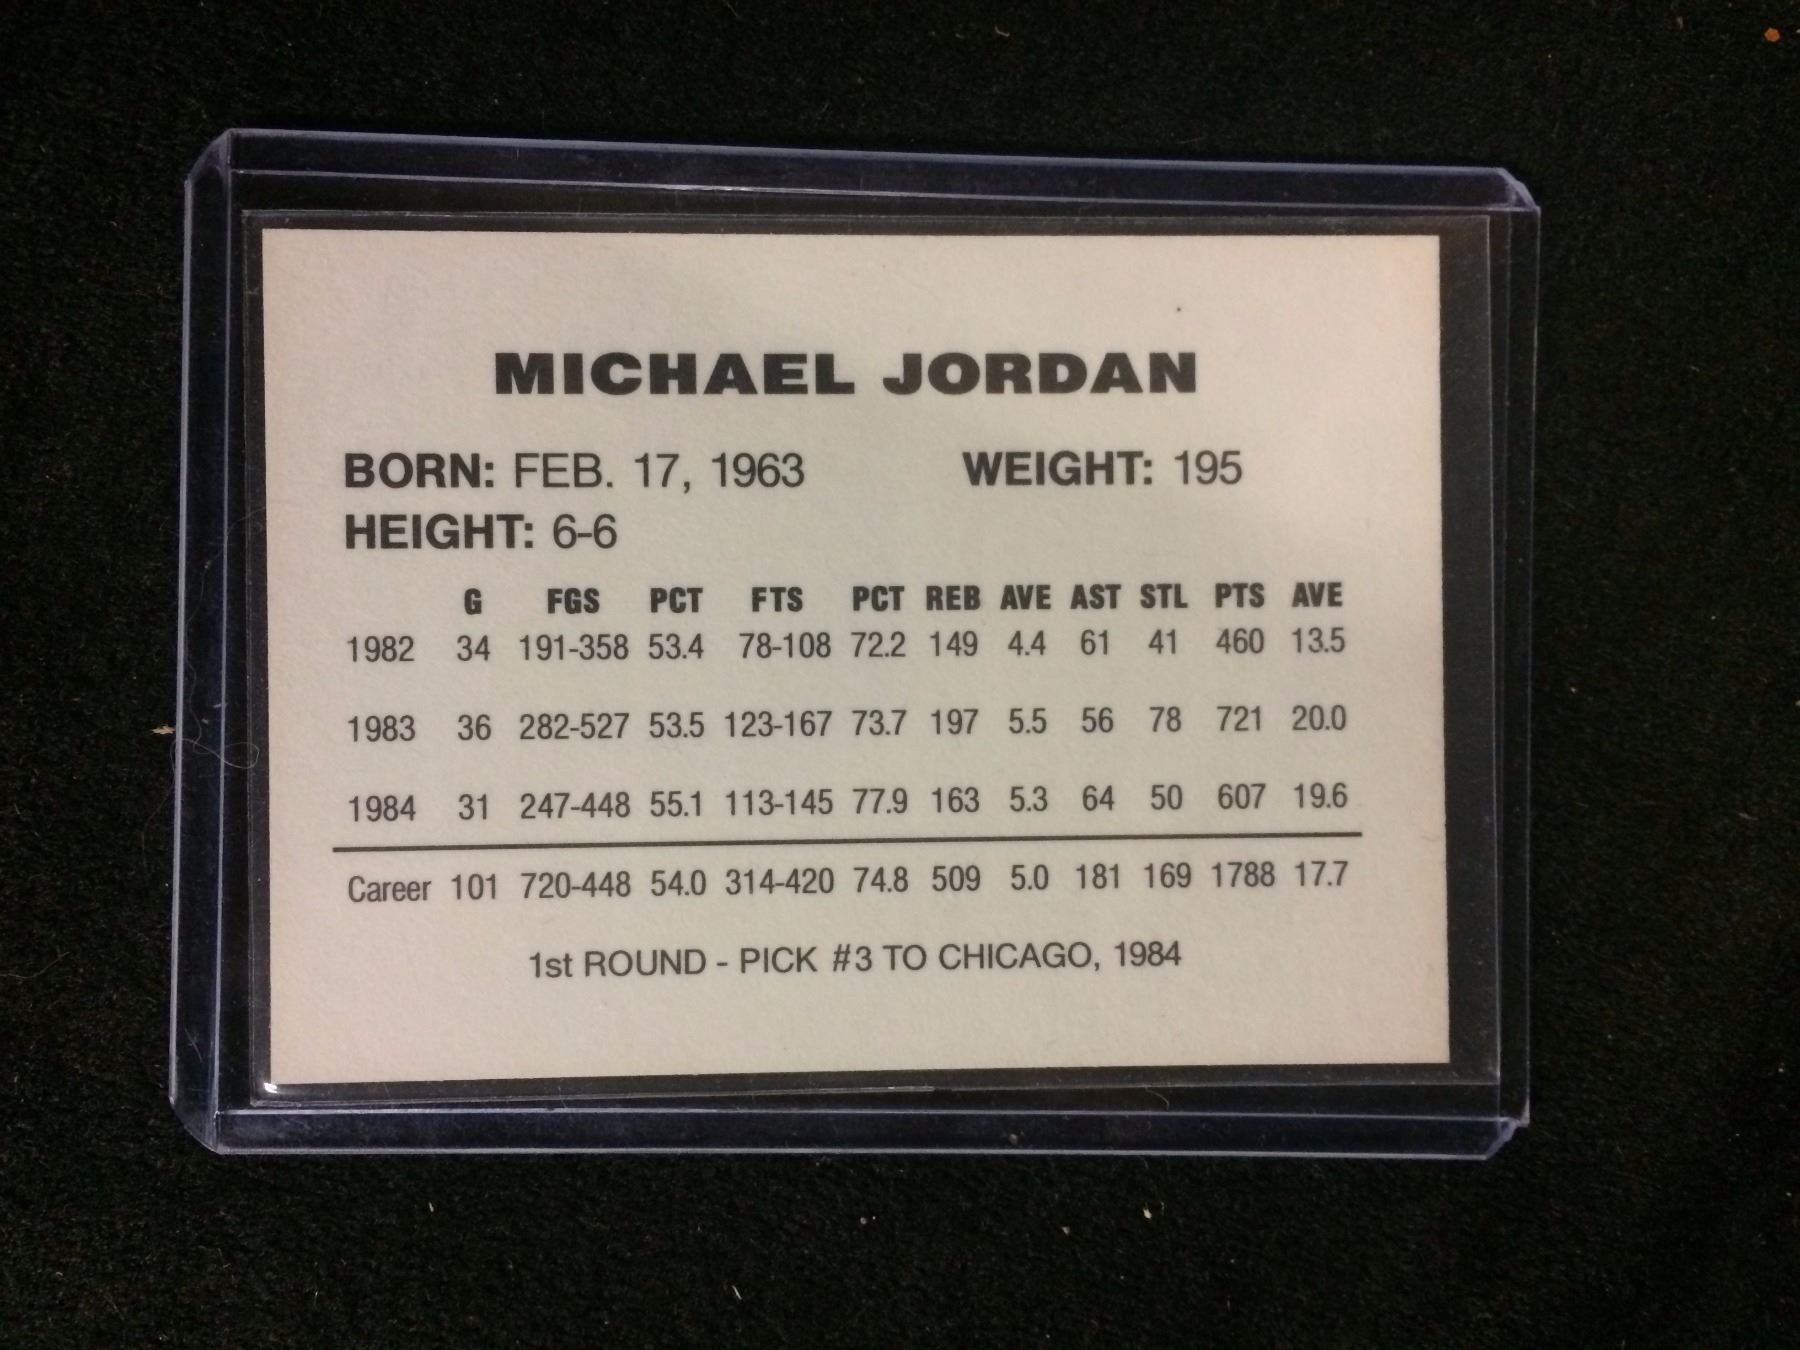 MICHAEL JORDAN
BORN: FEB. 17, 1963 WEIGHT: 195
HEIGHT: 6-6
G FGS PCT FTS PCT REB AVE AST STL PTS AVE
1982 34 191-358 53.4 78-108 72.2 149 4.4 61 41 460 13.5
1983 36 282-527 53.5 123-167 73.7 197 5.5 56 78 721 20.0
1984 31 247-448 55.1 113-145 77.9 163 5.3 64 50 607 19.6
Career 101 720-448 54.0 314-420 74.8 509 5.0 181 169 1788 17.7
1st ROUND - PICK #3 TO CHICAGO, 1984